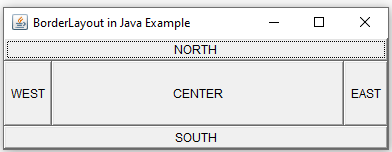 BorderLayout in Java Example
NORTH
WEST CENTER EAST
SOUTH